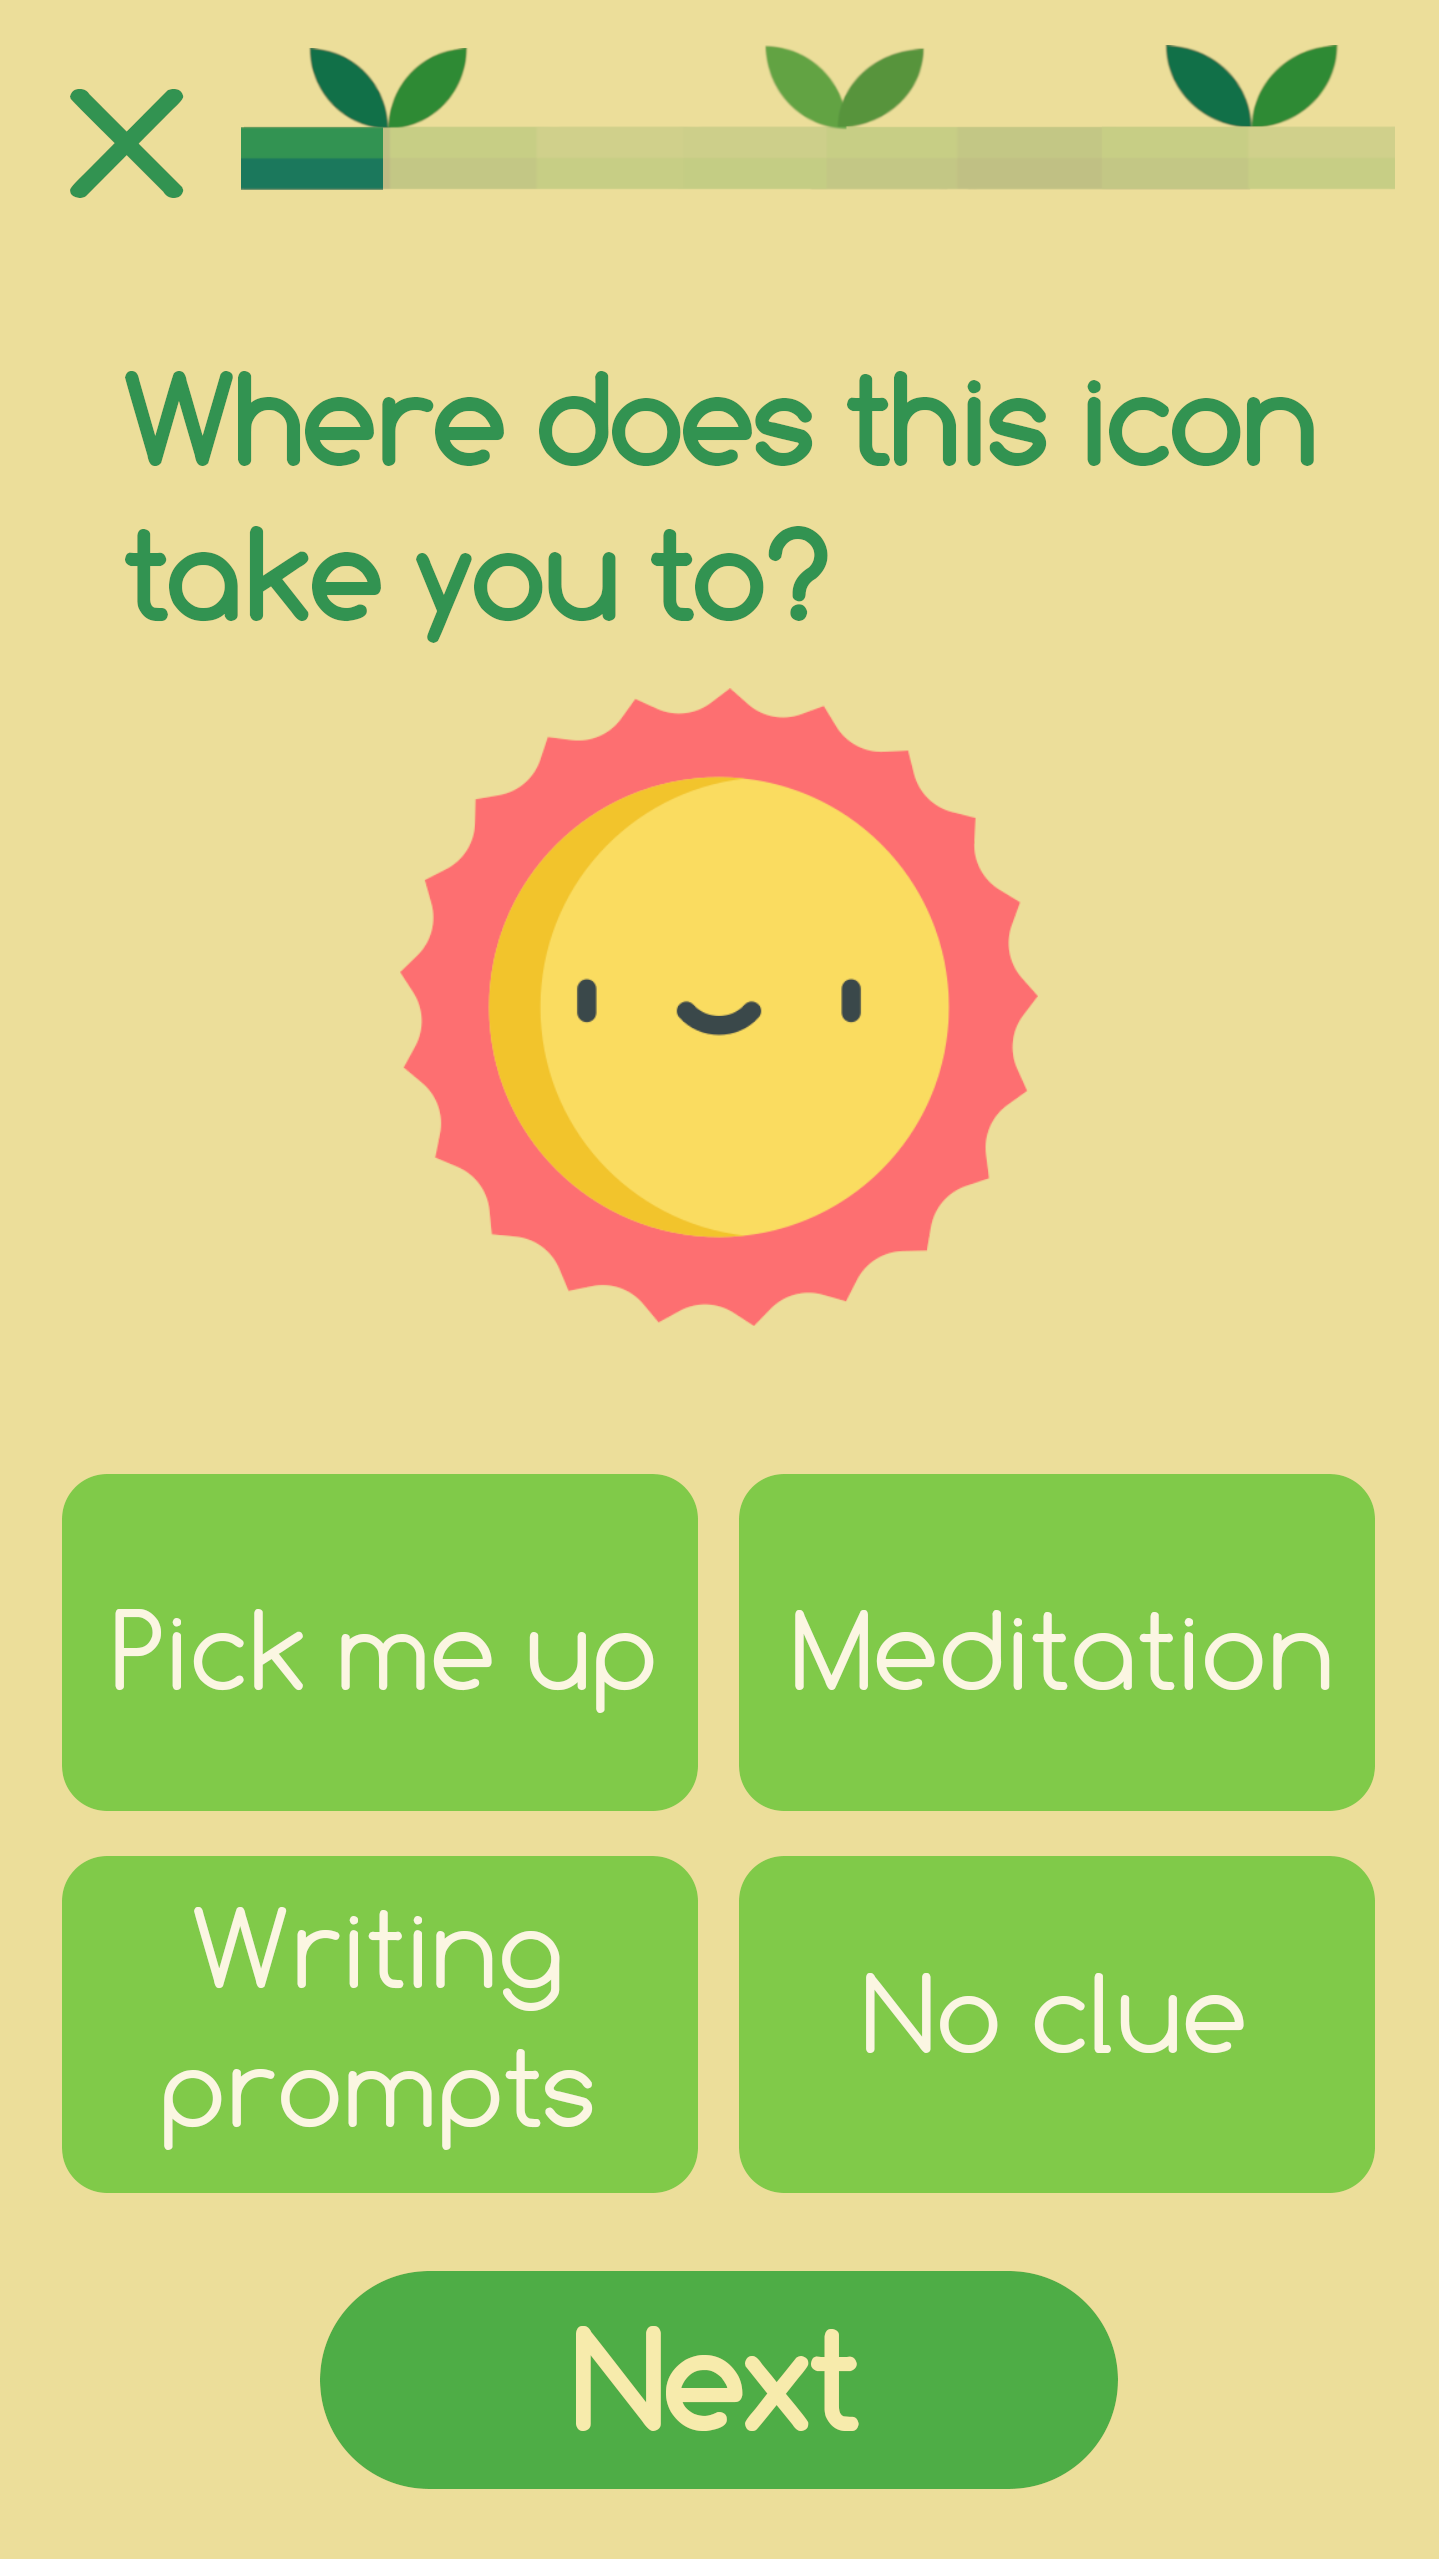 Where does this icon
take you to?
Pick me up
Meditation
Writing
prompts
No clue
Next